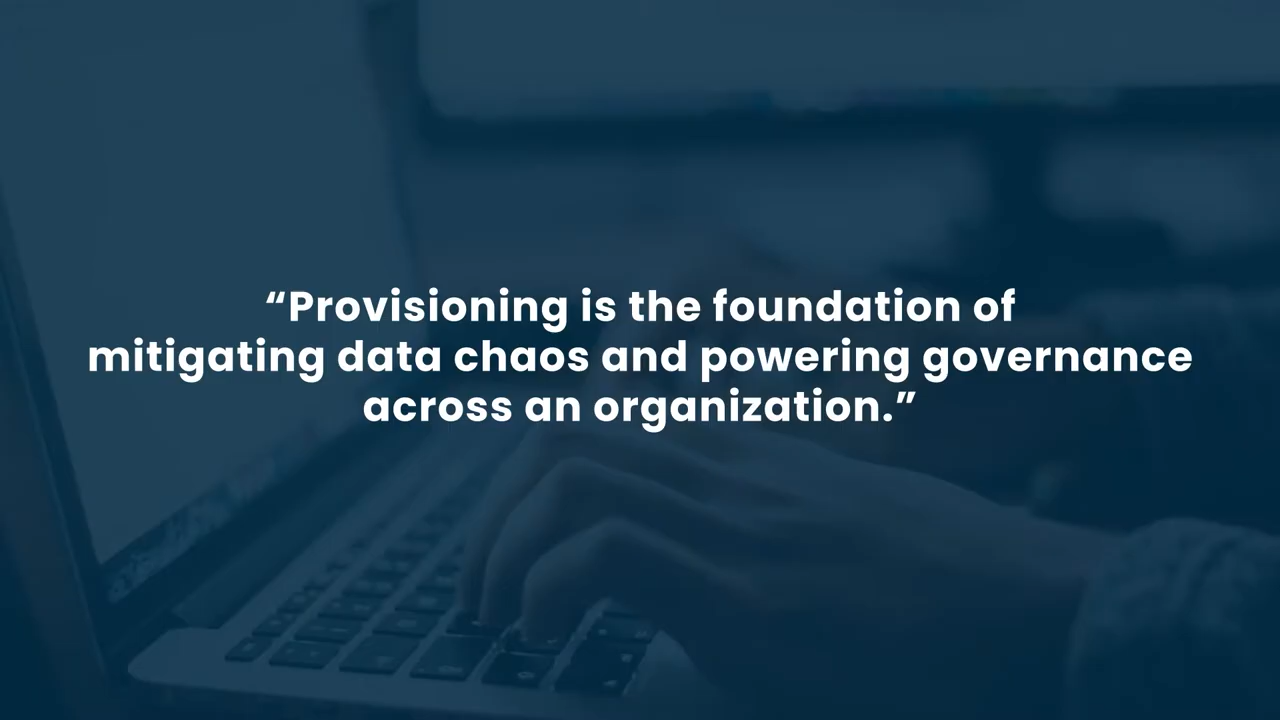 “Provisioning is the foundation of
mitigating data chaos and powering governance
across an organization.”